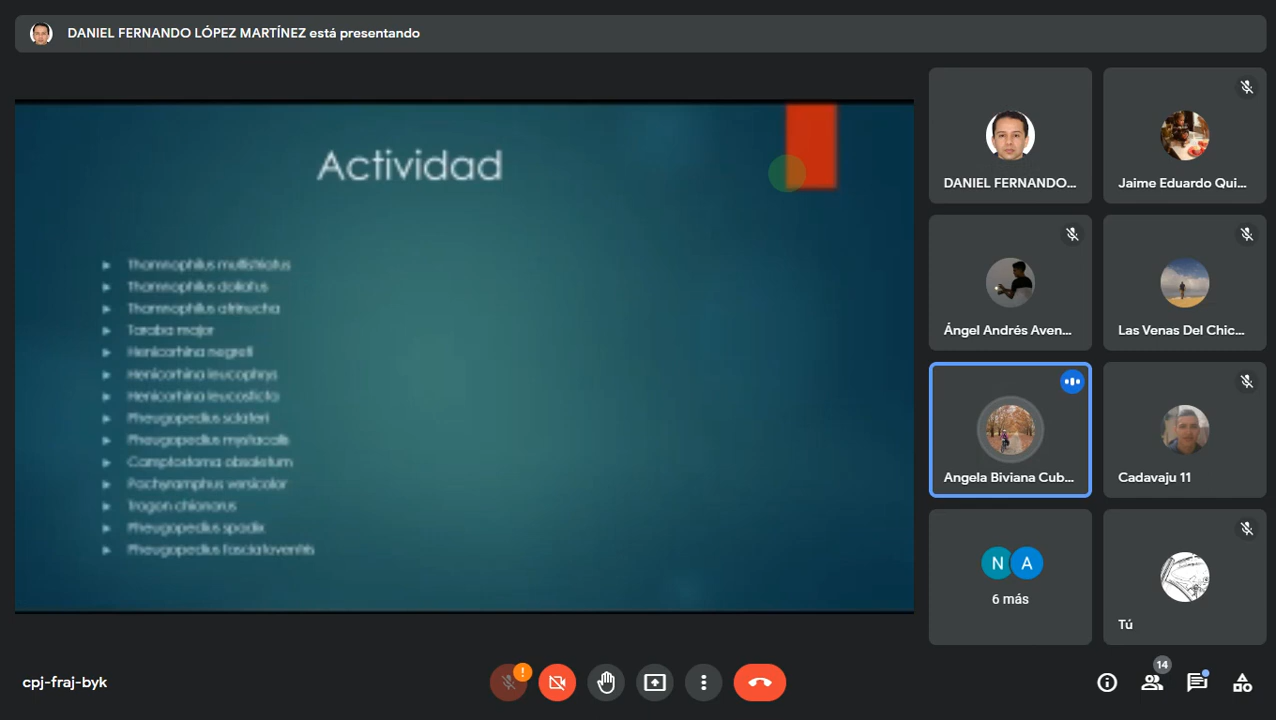 DANIEL FERNANDO LÓPEZ MARTÍNEZ está presentando
Actividad
Thamnophilus multistriatus
Thamnophilus doliatus
Thamnophilus atrinucha
Taraba major
Henicorhina negreti
Henicorhina leucophrys
Henicorhina leucosticta
Pheugopedius sclateri
Pheugopedius mystacalis
Camptostoma obsoletum
Pachyramphus versicolor
Trogon chionurus
Pheugopedius spadix
Pheugopedius fasciatoventris
DANIEL FERNANDO...
Jaime Eduardo Qui...
Ángel Andrés Aven...
Las Venas Del Chic...
Angela Biviana Cub...
Cadavaju 11
N A
6 más
Tú
cpj-fraj-byk
!
14